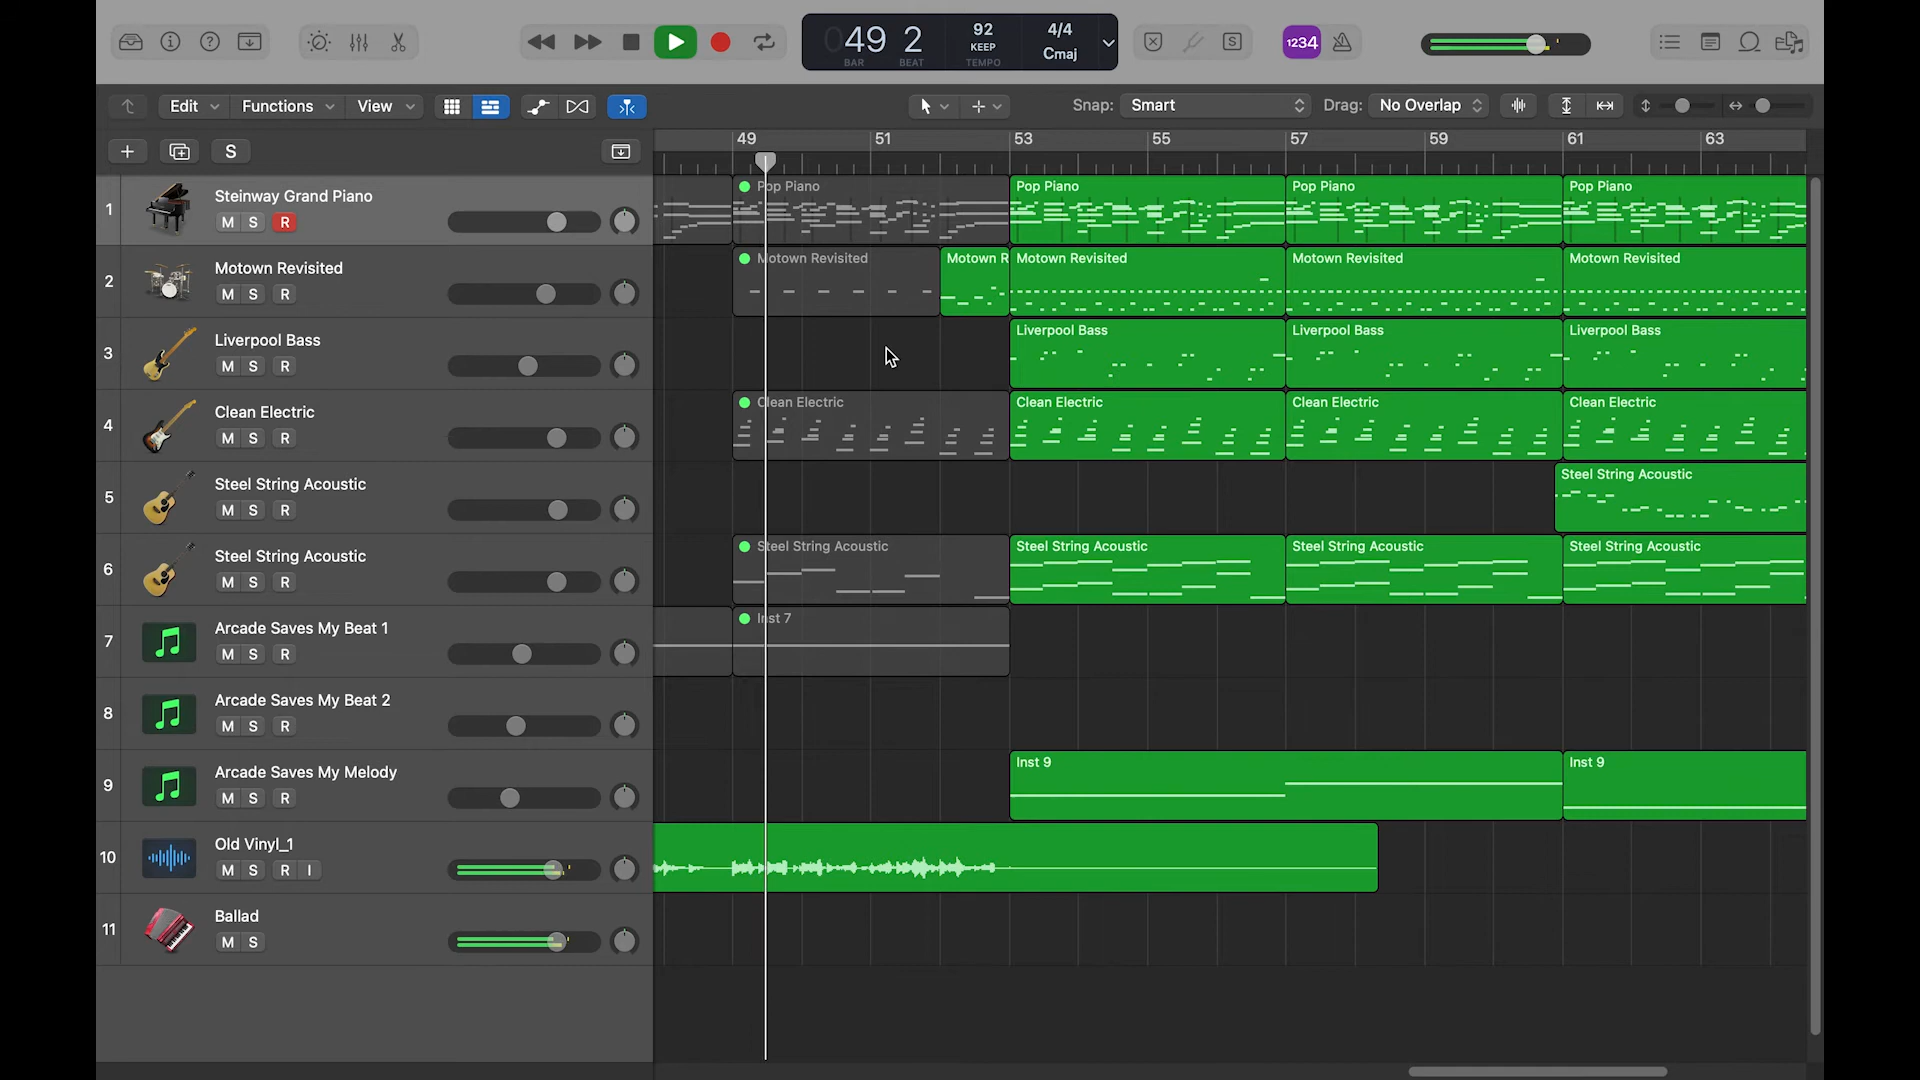 049 2
BAR BEAT
92
KEEP
TEMPO
4/4
Cmaj
S
1234
Edit Functions View
Snap: Smart Drag: No Overlap
S
49 51 53 55 57 59 61 63
1 Steinway Grand Piano
M S R
Pop Piano Pop Piano Pop Piano Pop Piano
2 Motown Revisited
M S R
Motown Revisited Motown R Motown Revisited Motown Revisited Motown Revisited
3 Liverpool Bass
M S R
Liverpool Bass Liverpool Bass Liverpool Bass
4 Clean Electric
M S R
Clean Electric Clean Electric Clean Electric Clean Electric
5 Steel String Acoustic
M S R
Steel String Acoustic
6 Steel String Acoustic
M S R
Steel String Acoustic Steel String Acoustic Steel String Acoustic Steel String Acoustic
7 Arcade Saves My Beat 1
M S R
Inst 7
8 Arcade Saves My Beat 2
M S R
9 Arcade Saves My Melody
M S R
Inst 9 Inst 9
10 Old Vinyl_1
M S R I
11 Ballad
M S